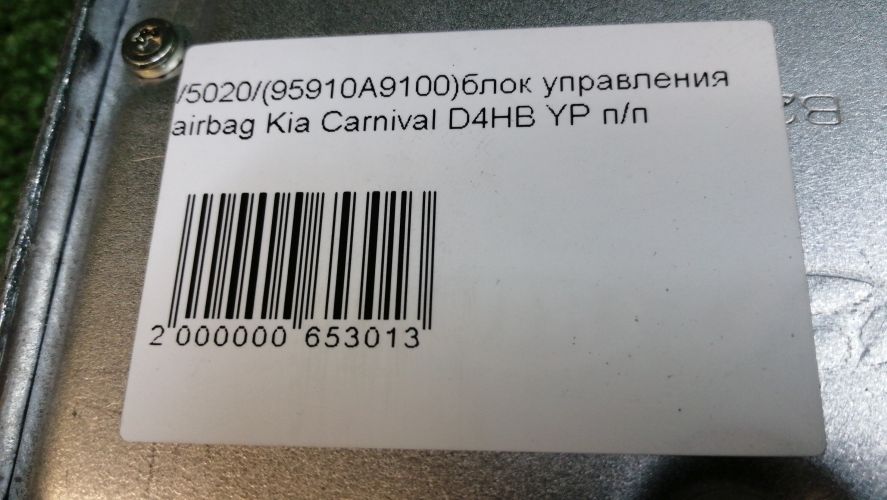 /5020/(95910A9100)блок управления
airbag Kia Carnival D4HB YP п/п
2 000000 653013